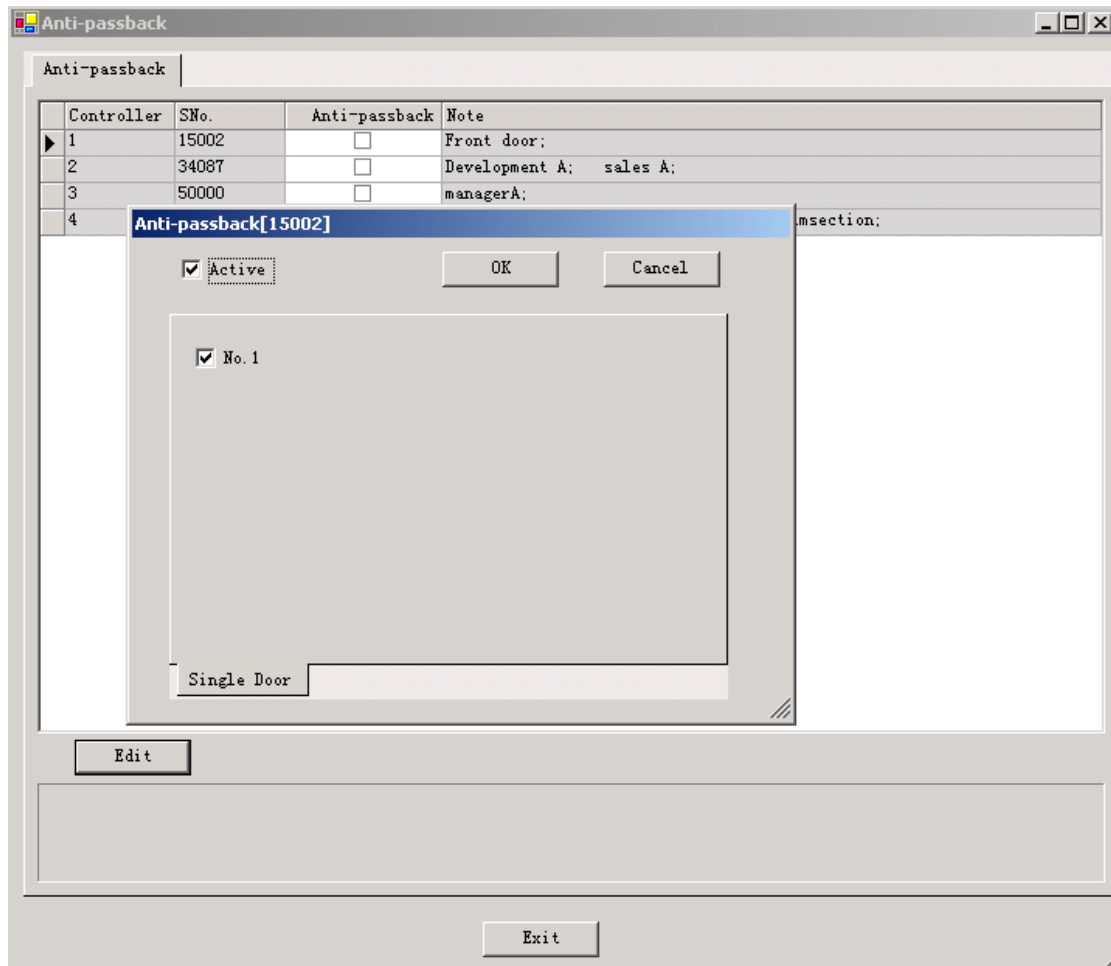 Anti-passback
Anti-passback
Controller SNo. Anti-passback Note
1 15002 Front door;
2 34087 Development A; sales A;
3 50000 managerA;
4 msection;
Anti-passback[15002]
Active OK Cancel
No.1
Single Door
Edit
Exit